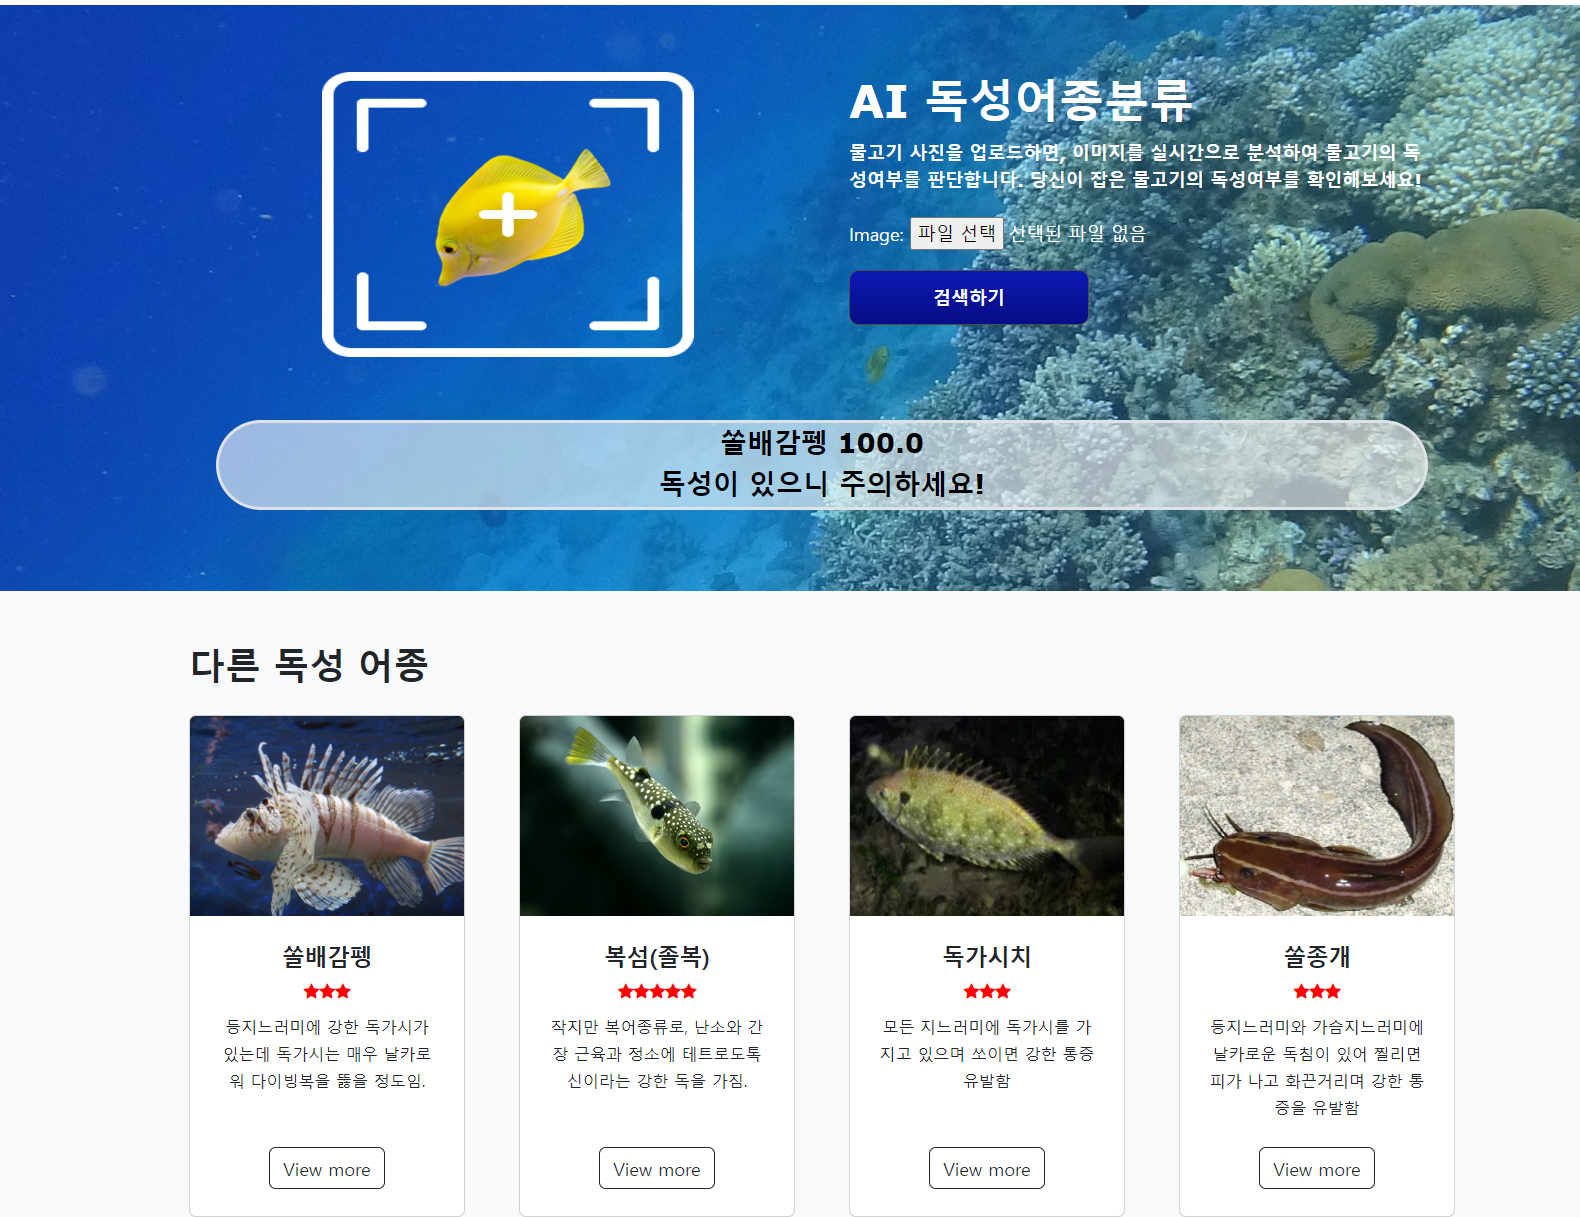 AI 독성어종분류
물고기 사진을 업로드하면, 이미지를 실시간으로 분석하여 물고기의 독
성여부를 판단합니다. 당신이 잡은 물고기의 독성여부를 확인해보세요!
Image: 파일 선택 선택된 파일 없음
검색하기
쏠배감펭 100.0
독성이 있으니 주의하세요!
다른 독성 어종
쏠배감펭
★★★
등지느러미에 강한 독가시가
있는데 독가시는 매우 날카로
워 다이빙복을 뚫을 정도임.
View more
복섬(졸복)
★★★★★
작지만 복어종류로, 난소와 간
장 근육과 정소에 테트로도톡
신이라는 강한 독을 가짐.
View more
독가시치
★★★
모든 지느러미에 독가시를 가
지고 있으며 쏘이면 강한 통증
유발함
View more
쏠종개
★★★
등지느러미와 가슴지느러미에
날카로운 독침이 있어 찔리면
피가 나고 화끈거리며 강한 통
증을 유발함
View more